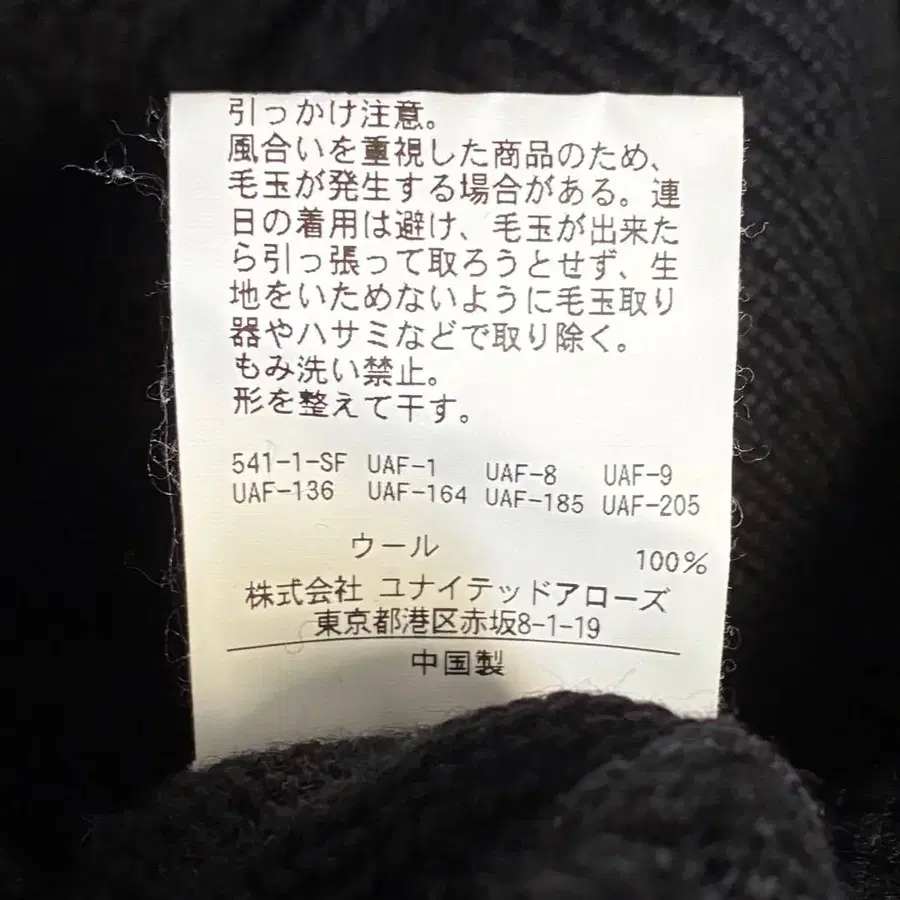 引っかけ注意。
風合いを重視した商品のため、
毛玉が発生する場合がある。連
日の着用は避け、毛玉が出来た
ら引っ張って取ろうとせず、生
地をいためないように毛玉取り
器やハサミなどで取り除く。
もみ洗い禁止。
形を整えて干す。
541-1-SF UAF-1 UAF-8 UAF-9
UAF-136 UAF-164 UAF-185 UAF-205
ウール 100%
株式会社 ユナイテッドアローズ
東京都港区赤坂8-1-19
中国製